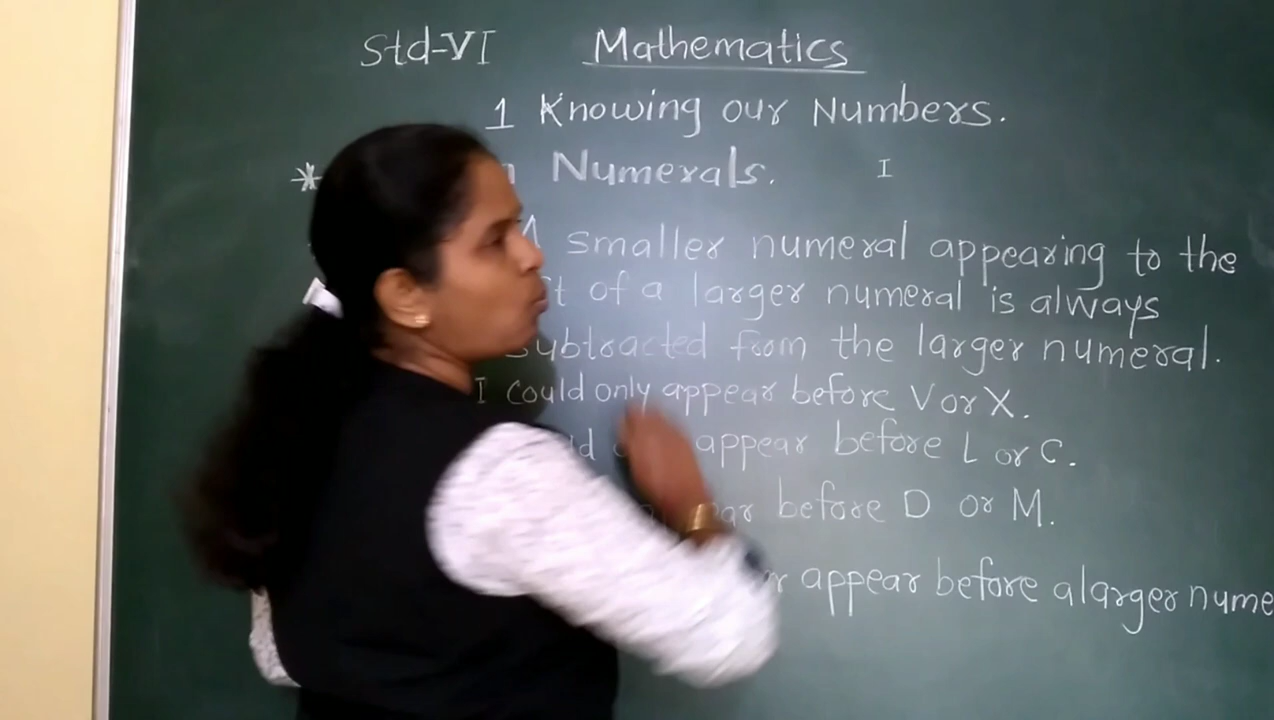 Std-VI Mathematics
1 Knowing our Numbers.
* Numerals. I
A smaller numeral appearing to the
of a larger numeral is always
subtracted from the larger numeral.
I could only appear before V or X.
appear before L or C.
before D or M.
appear before a larger